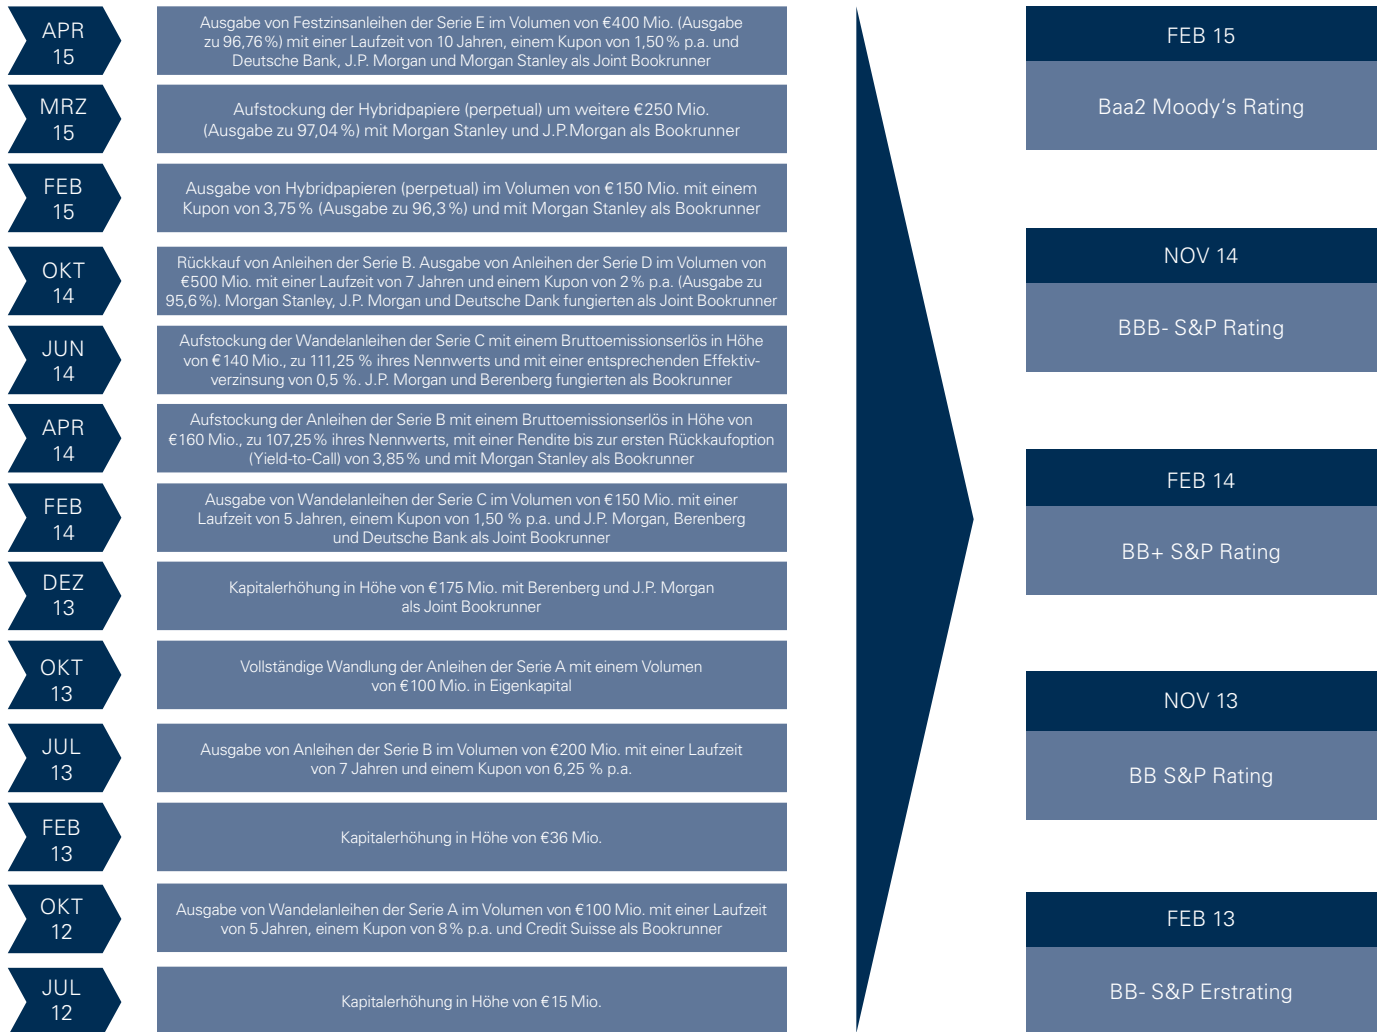 APR
15
Ausgabe von Festzinsanleihen der Serie E im Volumen von €400 Mio. (Ausgabe
zu 96,76%) mit einer Laufzeit von 10 Jahren, einem Kupon von 1,50% p.a. und
Deutsche Bank, J.P. Morgan und Morgan Stanley als Joint Bookrunner
MRZ
15
Aufstockung der Hybridpapiere (perpetual) um weitere €250 Mio.
(Ausgabe zu 97,04%) mit Morgan Stanley und J.P.Morgan als Bookrunner
FEB
15
Ausgabe von Hybridpapieren (perpetual) im Volumen von €150 Mio. mit einem
Kupon von 3,75% (Ausgabe zu 96,3%) und mit Morgan Stanley als Bookrunner
OKT
14
Rückkauf von Anleihen der Serie B. Ausgabe von Anleihen der Serie D im Volumen von
€500 Mio. mit einer Laufzeit von 7 Jahren und einem Kupon von 2% p.a. (Ausgabe zu
95,6%). Morgan Stanley, J.P. Morgan und Deutsche Dank fungierten als Joint Bookrunner
JUN
14
Aufstockung der Wandelanleihen der Serie C mit einem Bruttoemissionserlös in Höhe
von €140 Mio., zu 111,25 % ihres Nennwerts und mit einer entsprechenden Effektiv-
verzinsung von 0,5 %. J.P. Morgan und Berenberg fungierten als Bookrunner
APR
14
Aufstockung der Anleihen der Serie B mit einem Bruttoemissionserlös in Höhe von
€160 Mio., zu 107,25% ihres Nennwerts, mit einer Rendite bis zur ersten Rückkaufoption
(Yield-to-Call) von 3,85% und mit Morgan Stanley als Bookrunner
FEB
14
Ausgabe von Wandelanleihen der Serie C im Volumen von €150 Mio. mit einer
Laufzeit von 5 Jahren, einem Kupon von 1,50 % p.a. und J.P. Morgan, Berenberg
und Deutsche Bank als Joint Bookrunner
DEZ
13
Kapitalerhöhung in Höhe von €175 Mio. mit Berenberg und J.P. Morgan
als Joint Bookrunner
OKT
13
Vollständige Wandlung der Anleihen der Serie A mit einem Volumen
von €100 Mio. in Eigenkapital
JUL
13
Ausgabe von Anleihen der Serie B im Volumen von €200 Mio. mit einer Laufzeit
von 7 Jahren und einem Kupon von 6,25 % p.a.
FEB
13
Kapitalerhöhung in Höhe von €36 Mio.
OKT
12
Ausgabe von Wandelanleihen der Serie A im Volumen von €100 Mio. mit einer Laufzeit
von 5 Jahren, einem Kupon von 8% p.a. und Credit Suisse als Bookrunner
JUL
12
Kapitalerhöhung in Höhe von €15 Mio.
FEB 15
Baa2 Moody's Rating
NOV 14
BBB- S&P Rating
FEB 14
BB+ S&P Rating
NOV 13
BB S&P Rating
FEB 13
BB- S&P Erstrating